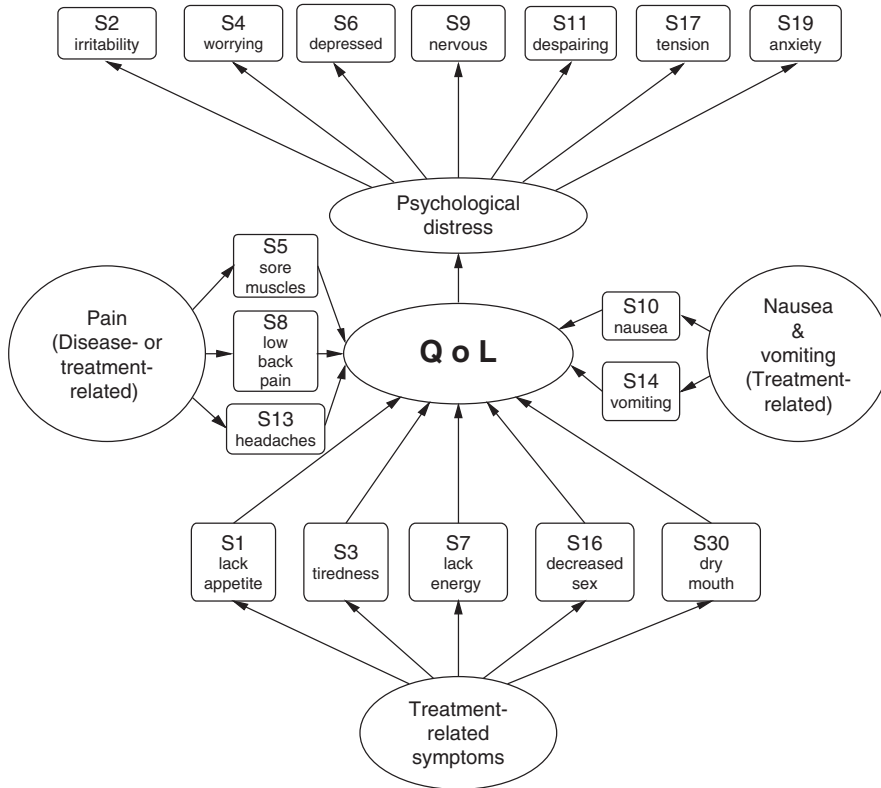 S2
irritability
S4
worrying
S6
depressed
S9
nervous
S11
despairing
S17
tension
S19
anxiety
Psychological
distress
Pain
(Disease- or
treatment-
related)
S5
sore
muscles
S8
low
back
pain
S13
headaches
Q o L
S10
nausea
S14
vomiting
Nausea
&
vomiting
(Treatment-
related)
S1
lack
appetite
S3
tiredness
S7
lack
energy
S16
decreased
sex
S30
dry
mouth
Treatment-
related
symptoms